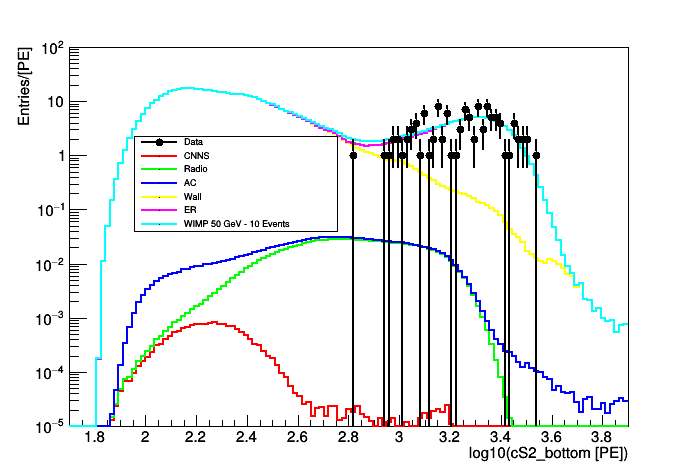 Entries/[PE]
10²
10
1
10⁻¹
10⁻²
10⁻³
10⁻⁴
10⁻⁵
Data
CNNS
Radio
AC
Wall
ER
WIMP 50 GeV - 10 Events
1.8 2 2.2 2.4 2.6 2.8 3 3.2 3.4 3.6 3.8
log10(cS2_bottom [PE])